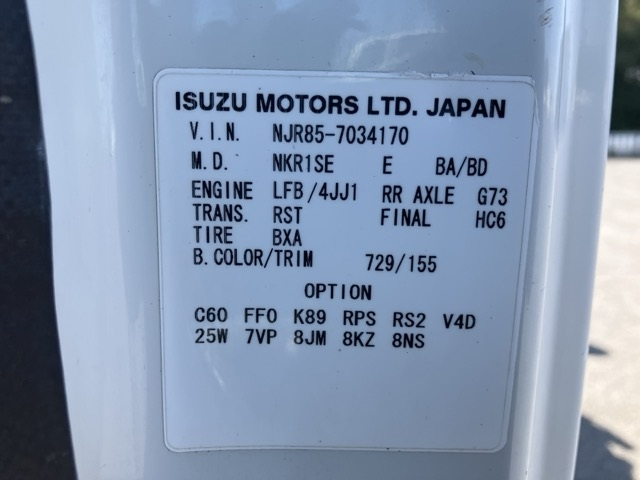 ISUZU MOTORS LTD. JAPAN
V.I.N. NJR85-7034170
M.D. NKR1SE E BA/BD
ENGINE LFB/4JJ1 RR AXLE G73
TRANS. RST FINAL HC6
TIRE BXA
B.COLOR/TRIM 729/155
OPTION
C60 FF0 K89 RPS RS2 V4D
25W 7VP 8JM 8KZ 8NS